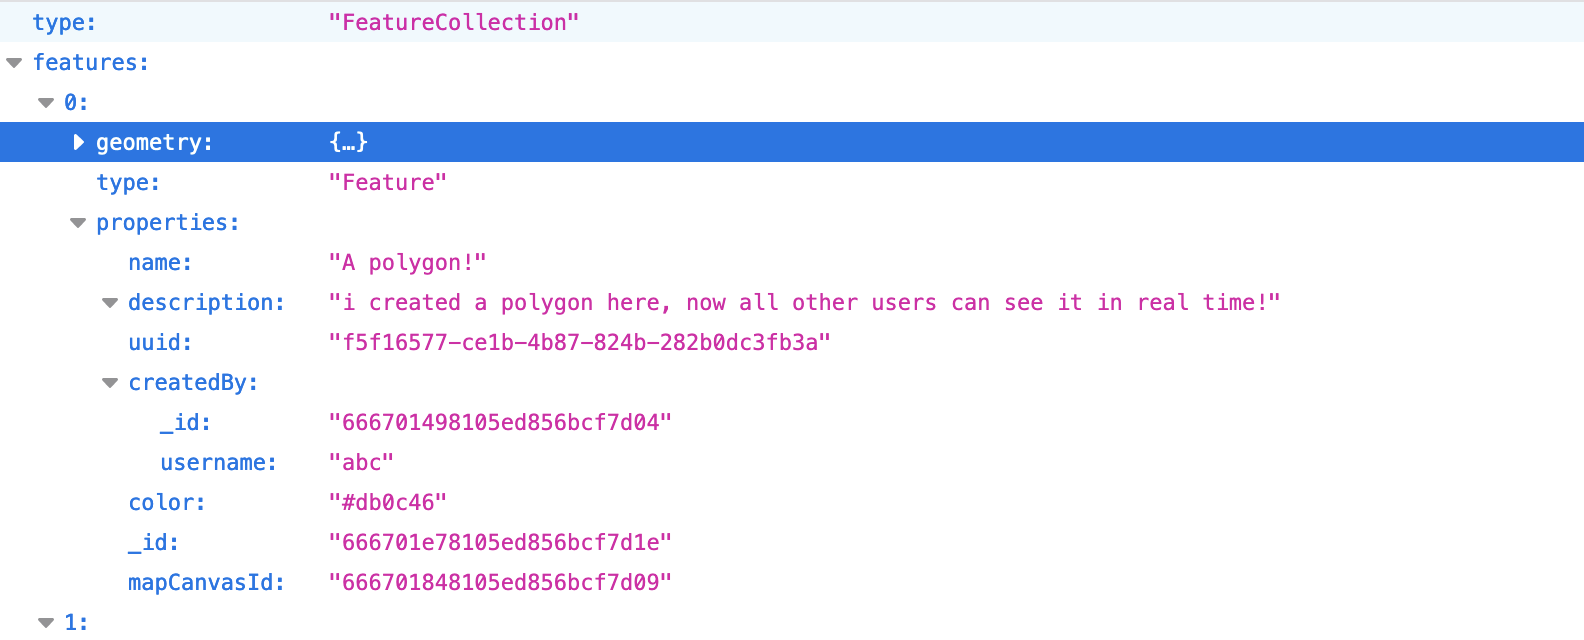 type: "FeatureCollection"
features:
0:
geometry: {…}
type: "Feature"
properties:
name: "A polygon!"
description: "i created a polygon here, now all other users can see it in real time!"
uuid: "f5f16577-ce1b-4b87-824b-282b0dc3fb3a"
createdBy:
_id: "666701498105ed856bcf7d04"
username: "abc"
color: "#db0c46"
_id: "666701e78105ed856bcf7d1e"
mapCanvasId: "666701848105ed856bcf7d09"
1: